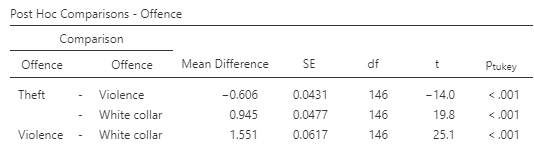 Post Hoc Comparisons - Offence
Comparison
Offence Offence Mean Difference SE df t Ptukey
Theft - Violence −0.606 0.0431 146 −14.0 < .001
- White collar 0.945 0.0477 146 19.8 < .001
Violence - White collar 1.551 0.0617 146 25.1 < .001